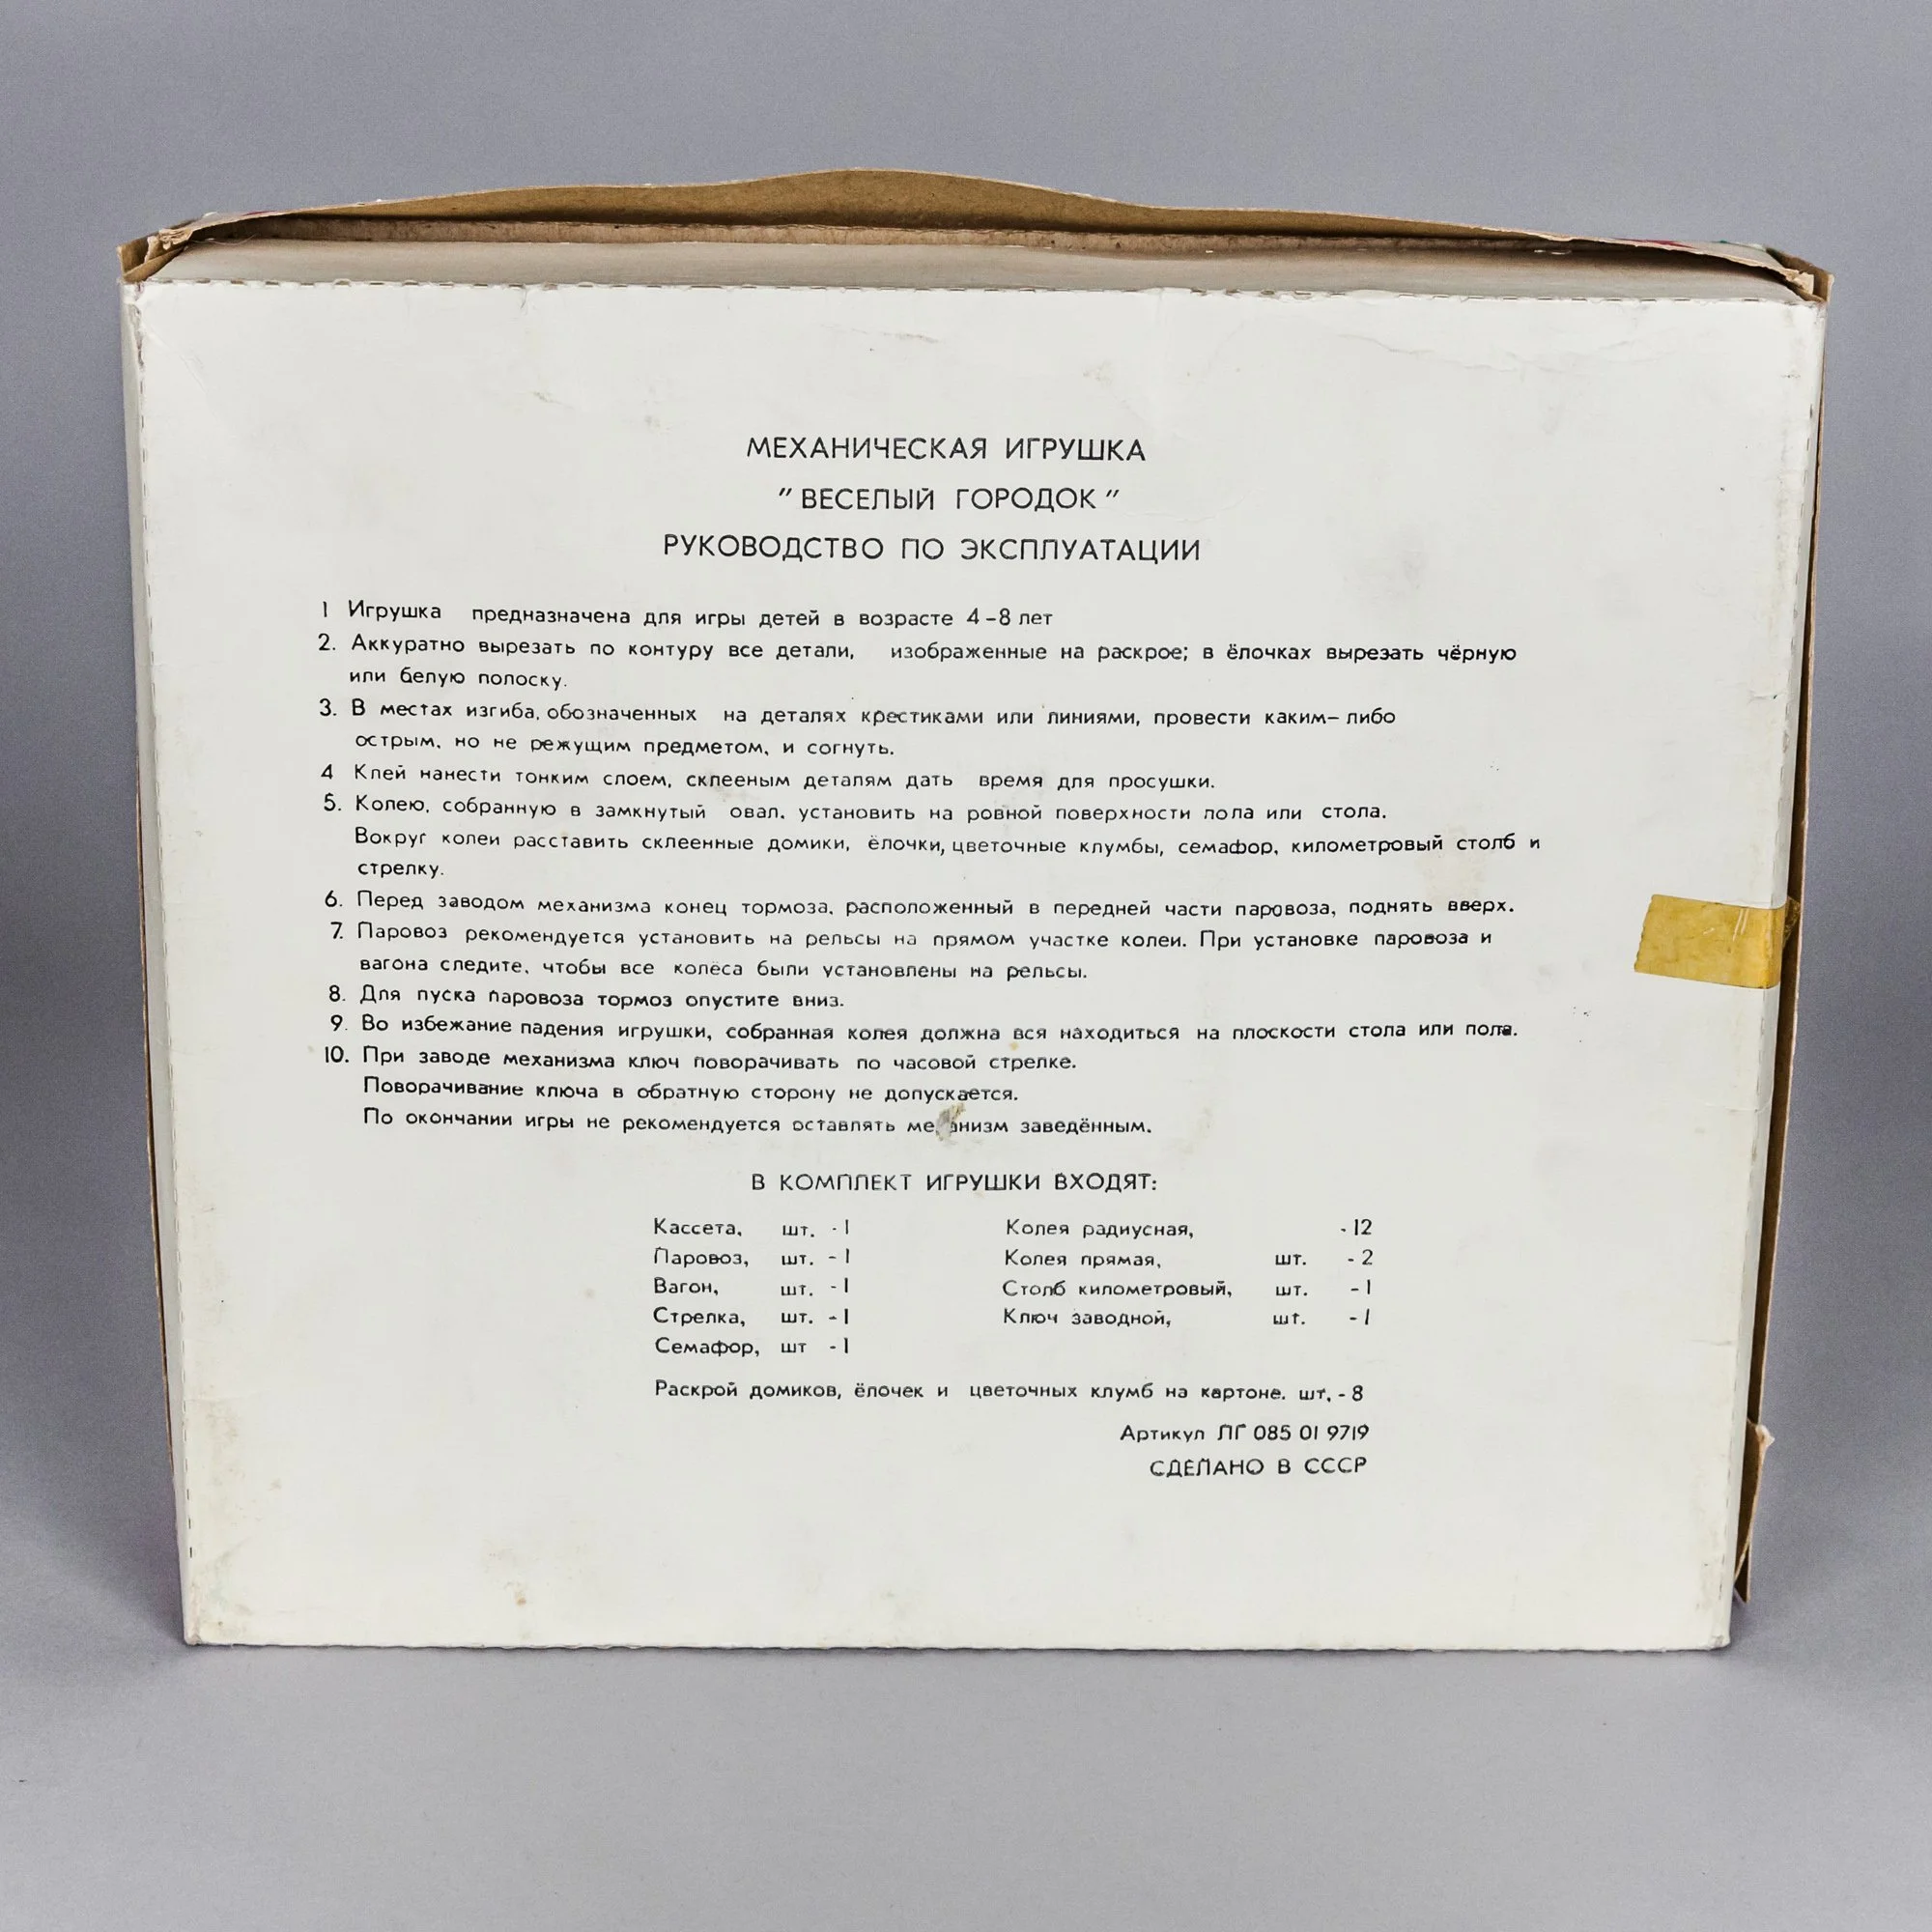 МЕХАНИЧЕСКАЯ ИГРУШКА
"ВЕСЕЛЫЙ ГОРОДОК"
РУКОВОДСТВО ПО ЭКСПЛУАТАЦИИ
1 Игрушка предназначена для игры детей в возрасте 4-8 лет
2. Аккуратно вырезать по контуру все детали, изображенные на раскрое; в ёлочках вырезать чёрную
или белую полоску.
3. В местах изгиба, обозначенных на деталях крестиками или линиями, провести каким-либо
острым, но не режущим предметом, и согнуть.
4 Клей нанести тонким слоем, склееным деталям дать время для просушки.
5. Колею, собранную в замкнутый овал, установить на ровной поверхности пола или стола.
Вокруг колеи расставить склеенные домики, ёлочки, цветочные клумбы, семафор, километровый столб и
стрелку.
6. Перед заводом механизма конец тормоза, расположенный в передней части паровоза, поднять вверх.
7. Паровоз рекомендуется установить на рельсы на прямом участке колеи. При установке паровоза и
вагона следите, чтобы все колёса были установлены на рельсы.
8. Для пуска паровоза тормоз опустите вниз.
9. Во избежание падения игрушки, собранная колея должна вся находиться на плоскости стола или пола.
10. При заводе механизма ключ поворачивать по часовой стрелке.
Поворачивание ключа в обратную сторону не допускается.
По окончании игры не рекомендуется оставлять механизм заведённым.
В КОМПЛЕКТ ИГРУШКИ ВХОДЯТ:
Кассета, шт. -1 Колея радиусная, -12
Паровоз, шт. -1 Колея прямая, шт. -2
Вагон, шт. -1 Столб километровый, шт. -1
Стрелка, шт. -1 Ключ заводной, шт. -1
Семафор, шт -1
Раскрой домиков, ёлочек и цветочных клумб на картоне. шт. -8
Артикул ЛГ 085 01 9719
СДЕЛАНО В СССР